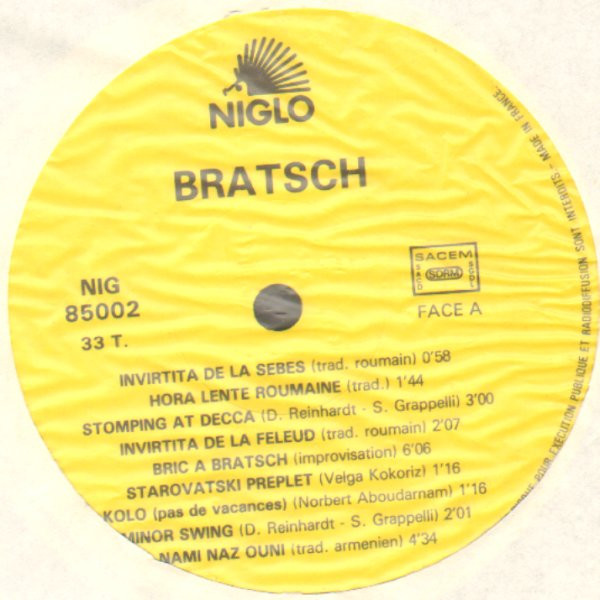 NIGLO
BRATSCH
NIG
85002
33 T.
SACEM
SDRM
SACD
SGDL
FACE A
INVIRTITA DE LA SEBES (trad. roumain) 0'58
HORA LENTE ROUMAINE (trad.) 1'44
STOMPING AT DECCA (D. Reinhardt - S. Grappelli) 3'00
INVIRTITA DE LA FELEUD (trad. roumain) 2'07
BRIC A BRATSCH (improvisation) 6'06
STAROVATSKI PREPLET (Velga Kokoriz) 1'16
KOLO (pas de vacances) (Norbert Aboudarnam) 1'16
MINOR SWING (D. Reinhardt - S. Grappelli) 2'01
NAMI NAZ OUNI (trad. armenien) 4'34
POUR EXECUTION PUBLIQUE ET RADIODIFFUSION SONT INTERDITS - MADE IN FRANCE